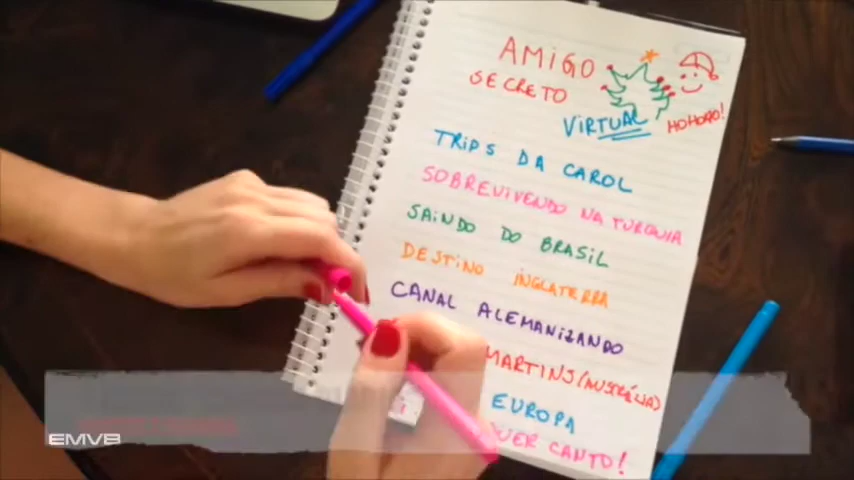 AMIGO
SECRETO
VIRTUAL
HOHOHO!
TRIPS DA CAROL
SOBREVIVENDO NA TURQUIA
SAINDO DO BRASIL
DESTINO INGLATERRA
CANAL ALEMANIZANDO
MARTINS (AUSTRÁLIA)
EUROPA
QUER CANTO!
EMVB